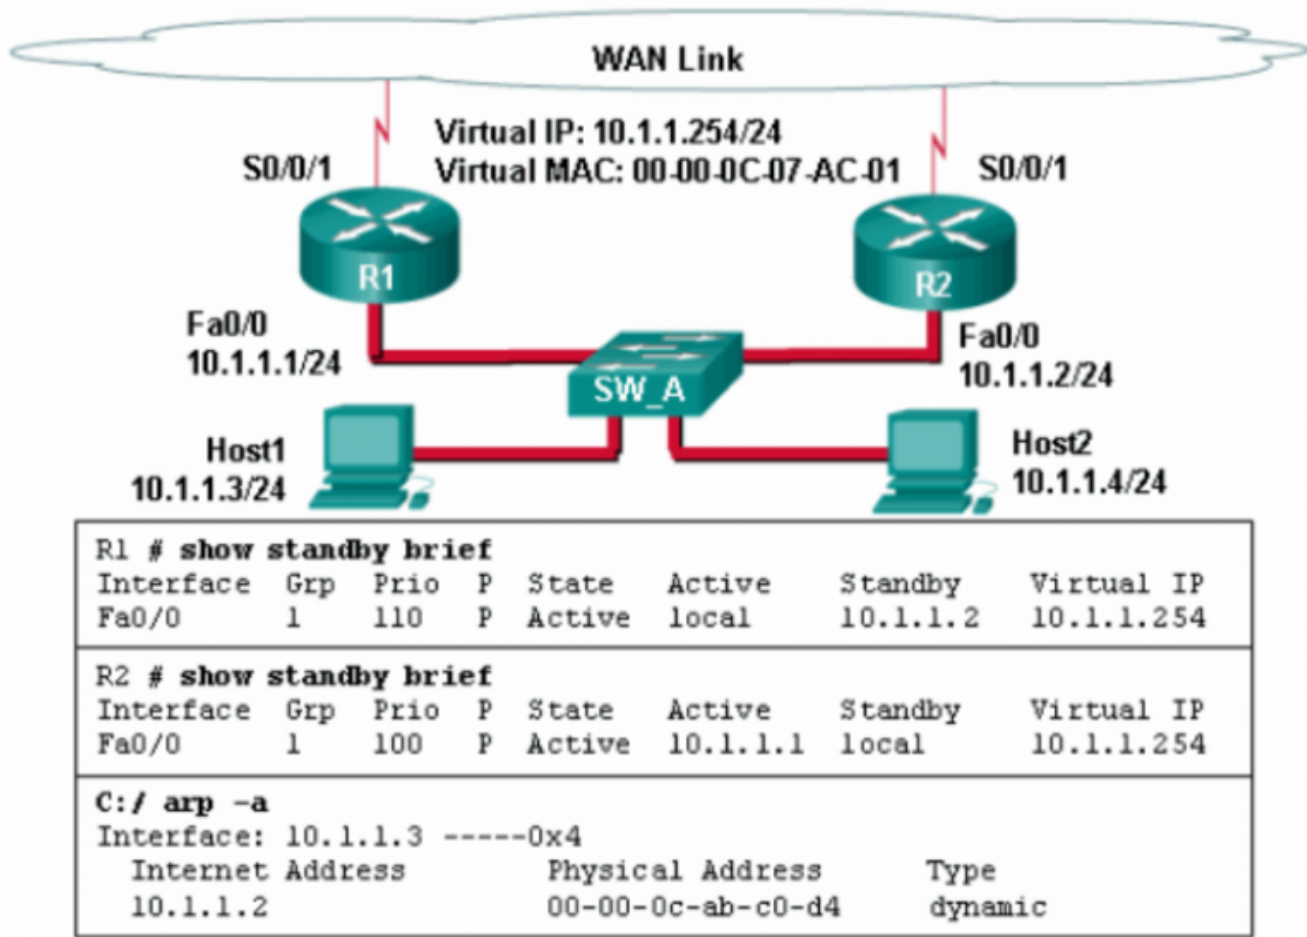 WAN Link
Virtual IP: 10.1.1.254/24
Virtual MAC: 00-00-0C-07-AC-01
S0/0/1
S0/0/1
R1
R2
Fa0/0
10.1.1.1/24
Fa0/0
10.1.1.2/24
SW_A
Host1
10.1.1.3/24
Host2
10.1.1.4/24
R1 # show standby brief
Interface Grp Prio P State Active Standby Virtual IP
Fa0/0 1 110 P Active local 10.1.1.2 10.1.1.254
R2 # show standby brief
Interface Grp Prio P State Active Standby Virtual IP
Fa0/0 1 100 P Active 10.1.1.1 local 10.1.1.254
C:/ arp -a
Interface: 10.1.1.3 -----0x4
Internet Address Physical Address Type
10.1.1.2 00-00-0c-ab-c0-d4 dynamic